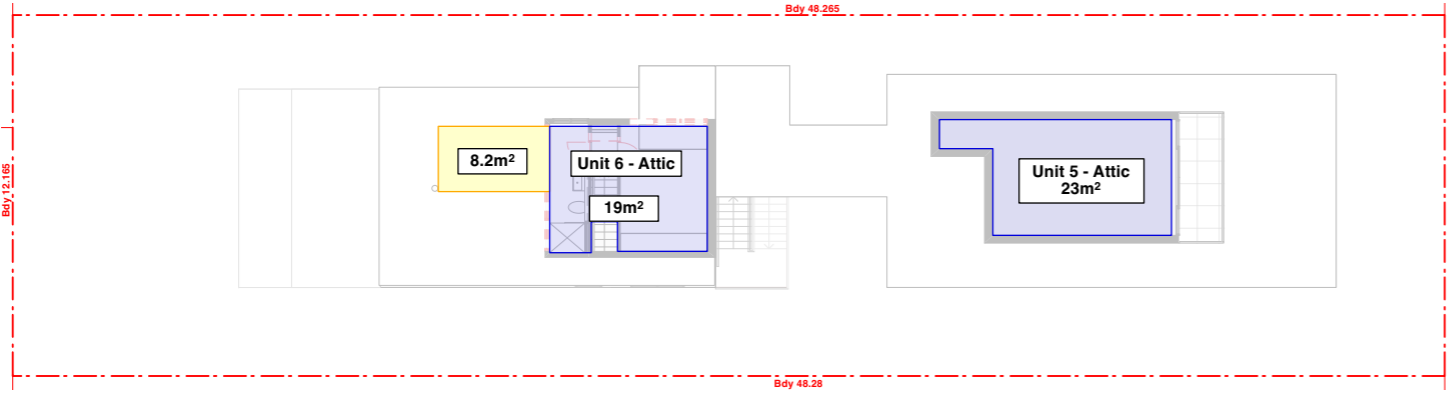 Bdy 48.265
Bdy 12.165
8.2m²
Unit 6 - Attic
19m²
Unit 5 - Attic
23m²
Bdy 48.28